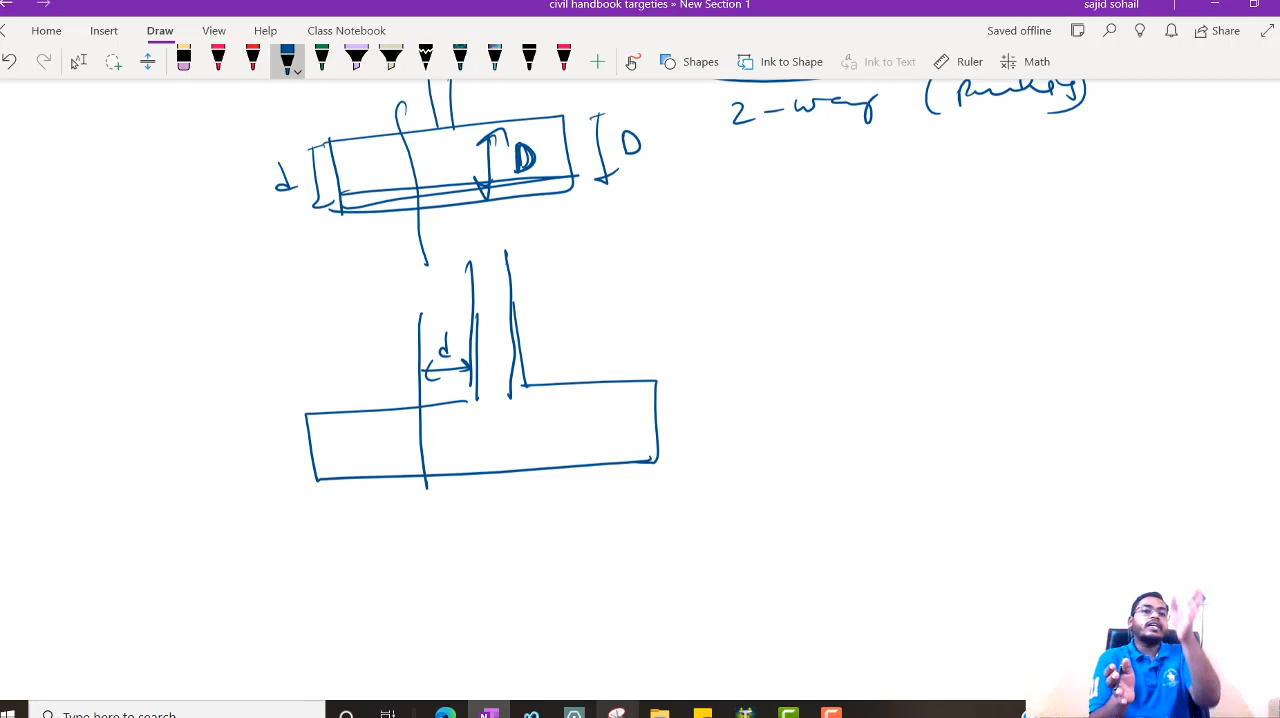 civil handbook targeties » New Section 1
sajid sohail
Home Insert Draw View Help Class Notebook
Saved offline
Share
Shapes
Ink to Shape
Ink to Text
Ruler
Math
2-way
D
D
d
d
Type here to search